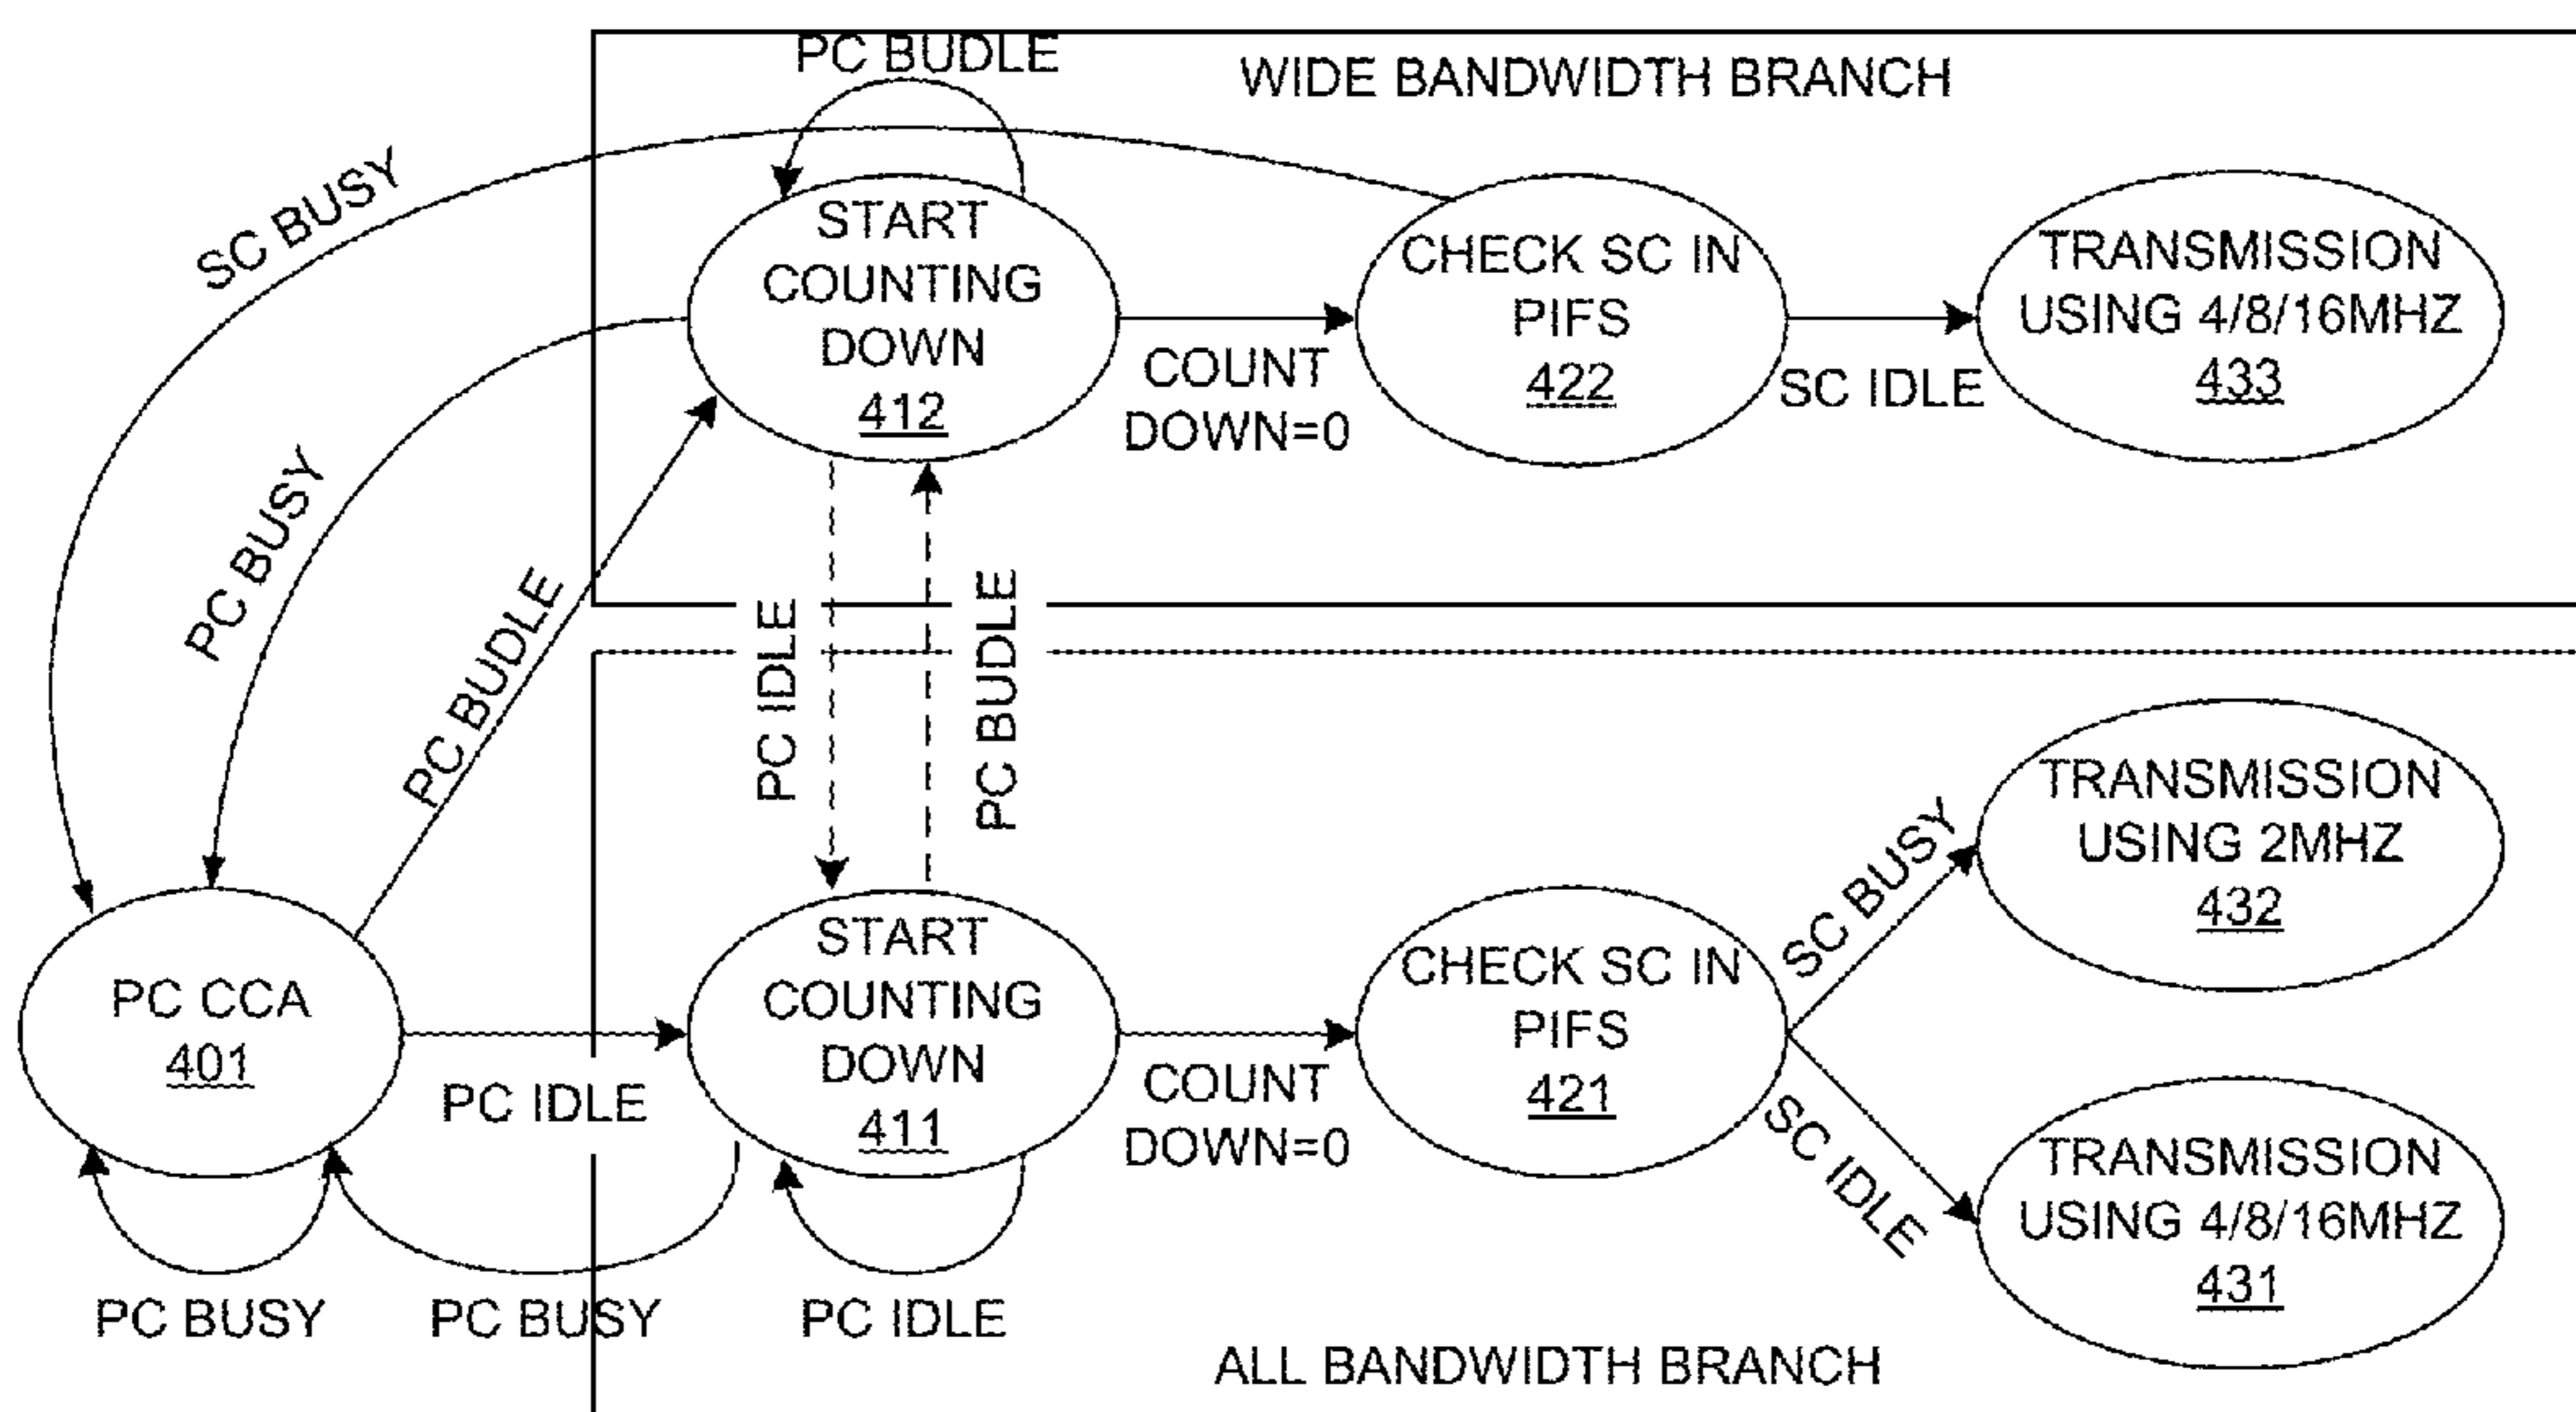 PC BUDLE
WIDE BANDWIDTH BRANCH
SC BUSY
START
COUNTING
DOWN
412
CHECK SC IN
PIFS
422
TRANSMISSION
USING 4/8/16MHZ
433
COUNT
DOWN=0
SC IDLE
PC BUSY
PC BUDLE
PC IDLE
PC BUDLE
PC CCA
401
PC IDLE
START
COUNTING
DOWN
411
COUNT
DOWN=0
CHECK SC IN
PIFS
421
SC BUSY
TRANSMISSION
USING 2MHZ
432
SC IDLE
TRANSMISSION
USING 4/8/16MHZ
431
PC BUSY
PC BUSY
PC IDLE
ALL BANDWIDTH BRANCH